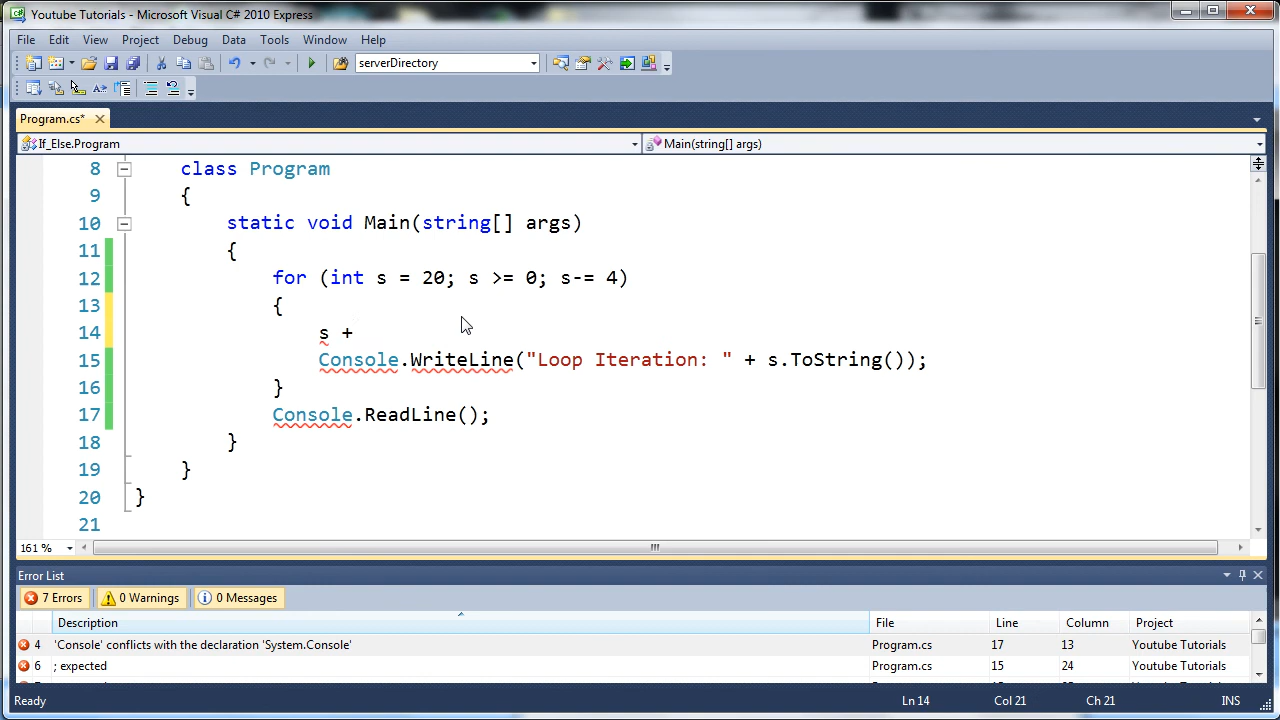 Youtube Tutorials - Microsoft Visual C# 2010 Express
File Edit View Project Debug Data Tools Window Help
serverDirectory
Program.cs*
If_Else.Program Main(string[] args)
8 class Program
9 {
10 static void Main(string[] args)
11 {
12 for (int s = 20; s >= 0; s-= 4)
13 {
14 s +
15 Console.WriteLine("Loop Iteration: " + s.ToString());
16 }
17 Console.ReadLine();
18 }
19 }
20 }
21
161 %
Error List
7 Errors 0 Warnings 0 Messages
Description File Line Column Project
4 'Console' conflicts with the declaration 'System.Console' Program.cs 17 13 Youtube Tutorials
6 ; expected Program.cs 15 24 Youtube Tutorials
Ready Ln 14 Col 21 Ch 21 INS